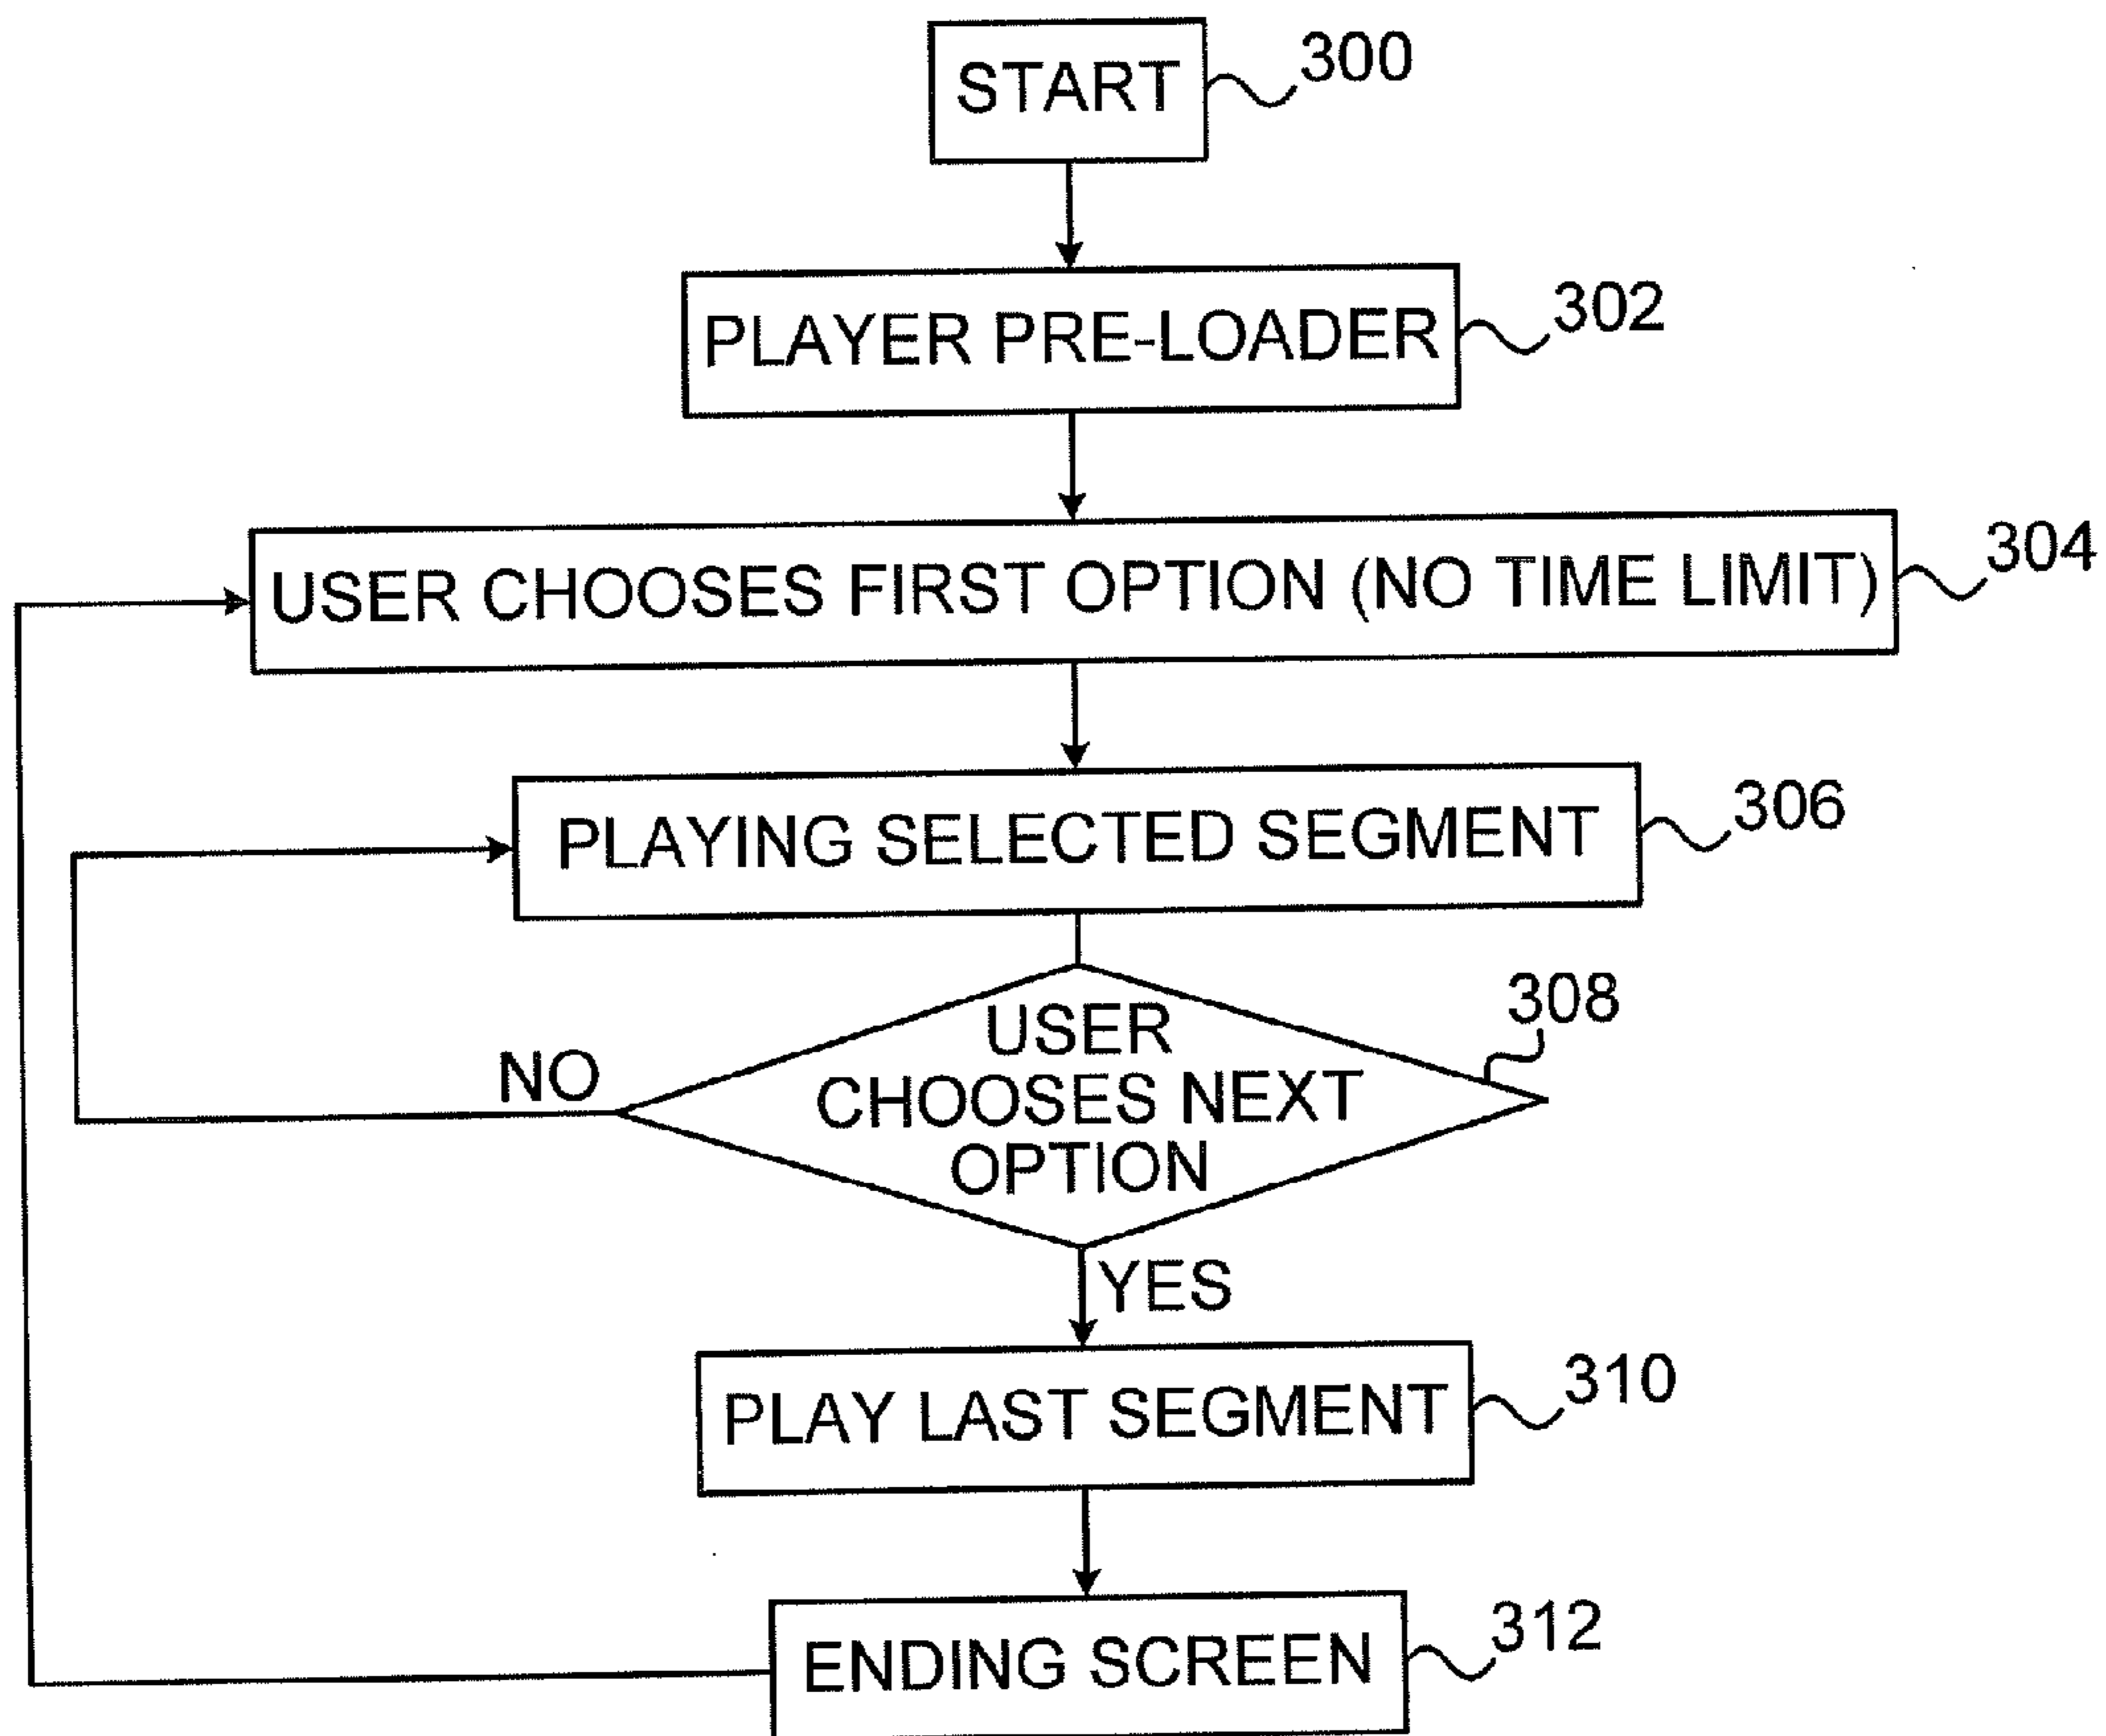 START
300
PLAYER PRE-LOADER
302
USER CHOOSES FIRST OPTION (NO TIME LIMIT)
304
PLAYING SELECTED SEGMENT
306
USER
CHOOSES NEXT
OPTION
308
NO
YES
PLAY LAST SEGMENT
310
ENDING SCREEN
312